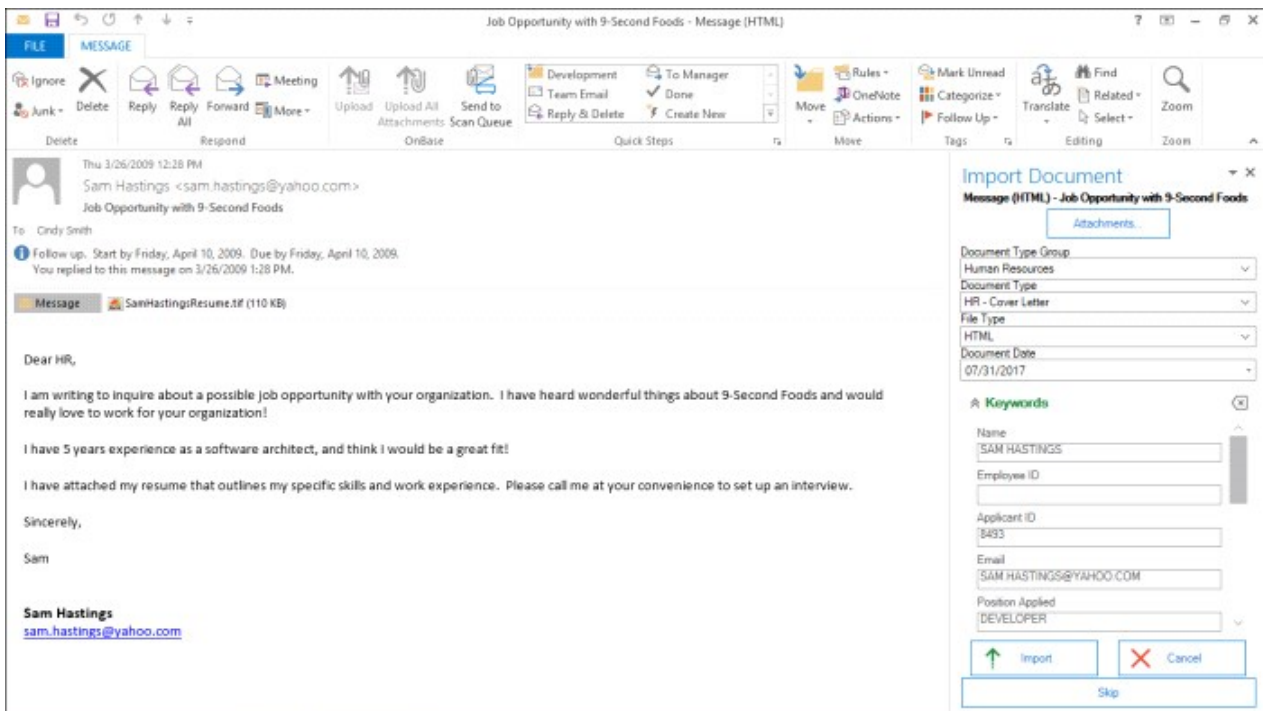 Job Opportunity with 9-Second Foods - Message (HTML)
FILE MESSAGE
Ignore
Junk
Delete
Reply
Reply All
Forward
Meeting
More
Upload
Upload All Attachments
Send to Scan Queue
Development
Team Email
Reply & Delete
To Manager
Done
Create New
Move
Rules
OneNote
Actions
Mark Unread
Categorize
Follow Up
Translate
Find
Related
Select
Zoom
Delete Respond OnBase Quick Steps Move Tags Editing Zoom
Thu 3/26/2009 12:28 PM
Sam Hastings <sam.hastings@yahoo.com>
Job Opportunity with 9-Second Foods
To Cindy Smith
Follow up. Start by Friday, April 10, 2009. Due by Friday, April 10, 2009.
You replied to this message on 3/26/2009 1:28 PM.
Message SamHastingsResume.tif (110 KB)
Dear HR,
I am writing to inquire about a possible job opportunity with your organization. I have heard wonderful things about 9-Second Foods and would
really love to work for your organization!
I have 5 years experience as a software architect, and think I would be a great fit!
I have attached my resume that outlines my specific skills and work experience. Please call me at your convenience to set up an interview.
Sincerely,
Sam
Sam Hastings
sam.hastings@yahoo.com
Import Document
Message (HTML) - Job Opportunity with 9-Second Foods
Attachments...
Document Type Group
Human Resources
Document Type
HR - Cover Letter
File Type
HTML
Document Date
07/31/2017
Keywords
Name
SAM HASTINGS
Employee ID
Applicant ID
8493
Email
SAM.HASTINGS@YAHOO.COM
Position Applied
DEVELOPER
Import Cancel
Skip